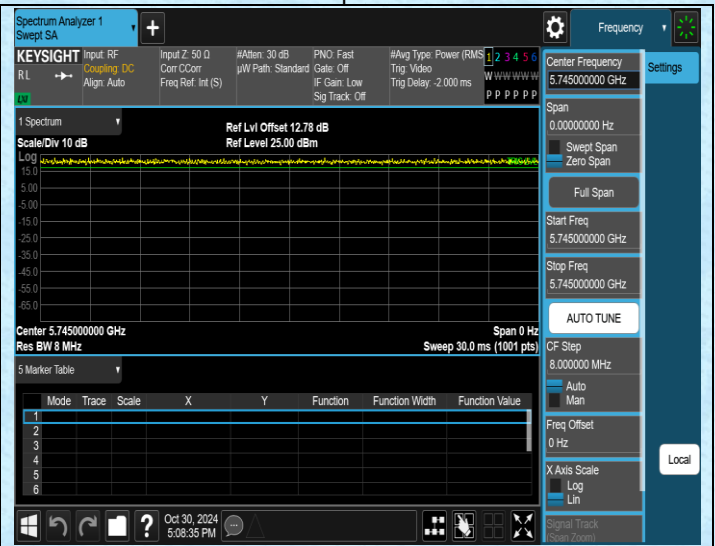 Spectrum Analyzer 1
Swept SA
Frequency
KEYSIGHT
RL
LXI
Input: RF
Coupling: DC
Align: Auto
Input Z: 50 Ω
Corr CCorr
Freq Ref: Int (S)
#Atten: 30 dB
µW Path: Standard
PNO: Fast
Gate: Off
IF Gain: Low
Sig Track: Off
#Avg Type: Power (RMS
Trig: Video
Trig Delay: -2.000 ms
1 2 3 4 5 6
W W W W W W
P P P P P P
1 Spectrum
Scale/Div 10 dB
Ref Lvl Offset 12.78 dB
Ref Level 25.00 dBm
Log
15.0
5.00
-5.00
-15.0
-25.0
-35.0
-45.0
-55.0
-65.0
Center 5.745000000 GHz
Span 0 Hz
Res BW 8 MHz
Sweep 30.0 ms (1001 pts)
5 Marker Table
Mode Trace Scale X Y Function Function Width Function Value
1
2
3
4
5
6
Center Frequency
5.745000000 GHz
Span
0.00000000 Hz
Swept Span
Zero Span
Full Span
Start Freq
5.745000000 GHz
Stop Freq
5.745000000 GHz
AUTO TUNE
CF Step
8.000000 MHz
Auto
Man
Freq Offset
0 Hz
X Axis Scale
Log
Lin
Signal Track
(Span Zoom)
Settings
Local
?
Oct 30, 2024
5:08:35 PM